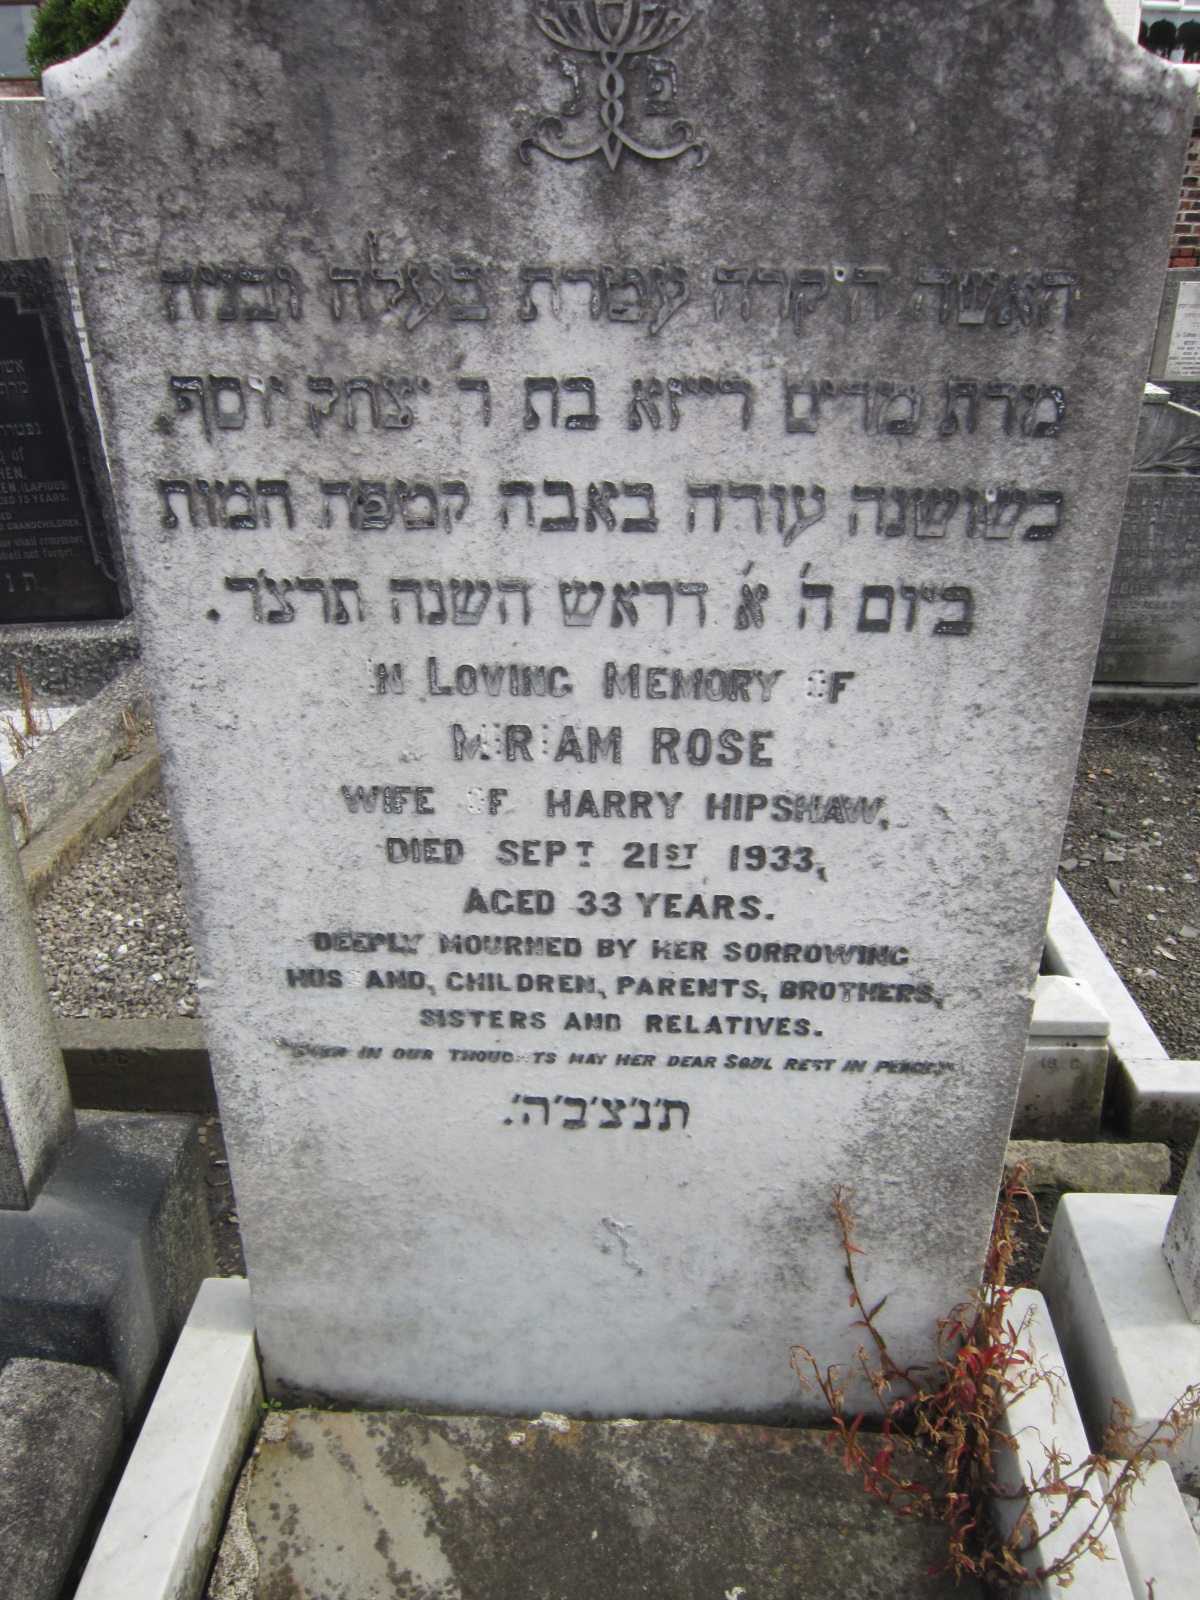 פ נ
האשה היקרה עטרת בעלה ובניה
מרת מרים רייזא בת ר' יצחק יוסף
כשושנה עודה באבה קטפה המות
ביום ה' א' דראש השנה תרצ"ד.
IN LOVING MEMORY OF
MIRIAM ROSE
WIFE OF HARRY HIPSHAW,
DIED SEPT 21ST 1933,
AGED 33 YEARS.
DEEPLY MOURNED BY HER SORROWING
HUSBAND, CHILDREN, PARENTS, BROTHERS,
SISTERS AND RELATIVES.
"EVER IN OUR THOUGHTS MAY HER DEAR SOUL REST IN PEACE."
ת'נ'צ'ב'ה'.